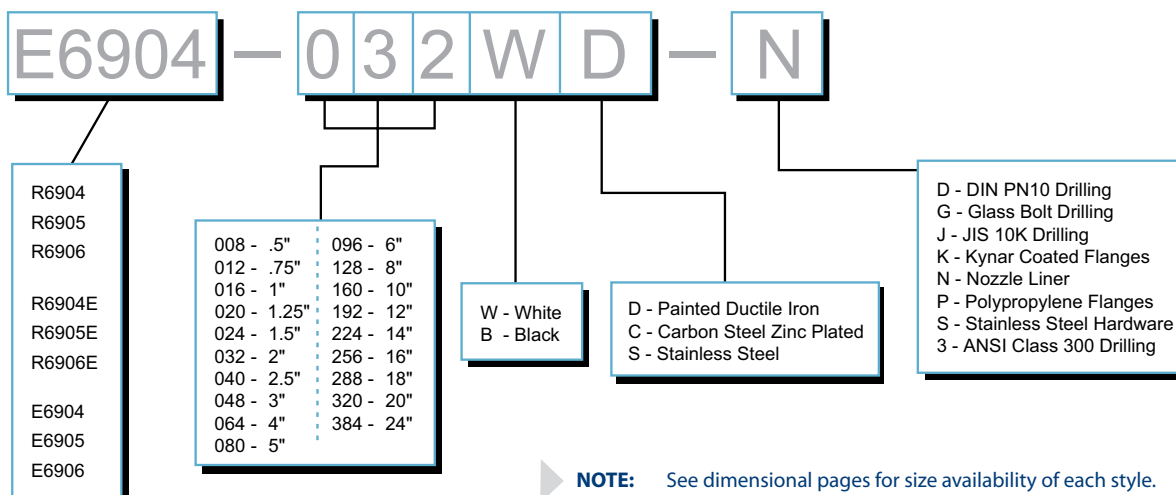 E6904 — 032WD — N
R6904
R6905
R6906
R6904E
R6905E
R6906E
E6904
E6905
E6906
008 - .5"
012 - .75"
016 - 1"
020 - 1.25"
024 - 1.5"
032 - 2"
040 - 2.5"
048 - 3"
064 - 4"
080 - 5"
096 - 6"
128 - 8"
160 - 10"
192 - 12"
224 - 14"
256 - 16"
288 - 18"
320 - 20"
384 - 24"
W - White
B - Black
D - Painted Ductile Iron
C - Carbon Steel Zinc Plated
S - Stainless Steel
D - DIN PN10 Drilling
G - Glass Bolt Drilling
J - JIS 10K Drilling
K - Kynar Coated Flanges
N - Nozzle Liner
P - Polypropylene Flanges
S - Stainless Steel Hardware
3 - ANSI Class 300 Drilling
NOTE: See dimensional pages for size availability of each style.